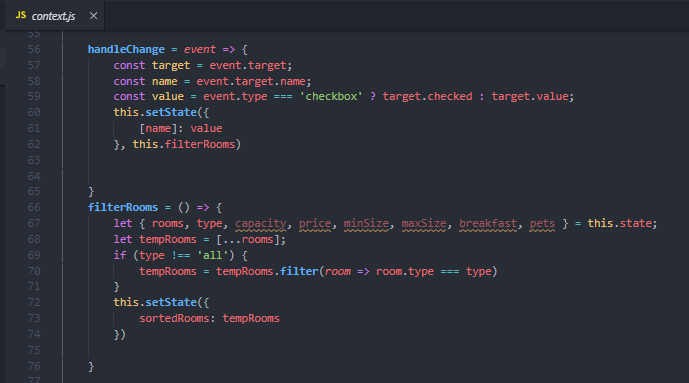 JS context.js ×
55
56 handleChange = event => {
57 const target = event.target;
58 const name = event.target.name;
59 const value = event.type === 'checkbox' ? target.checked : target.value;
60 this.setState({
61 [name]: value
62 }, this.filterRooms)
63
64
65 }
66 filterRooms = () => {
67 let { rooms, type, capacity, price, minSize, maxSize, breakfast, pets } = this.state;
68 let tempRooms = [...rooms];
69 if (type !== 'all') {
70 tempRooms = tempRooms.filter(room => room.type === type)
71 }
72 this.setState({
73 sortedRooms: tempRooms
74 })
75
76 }
77